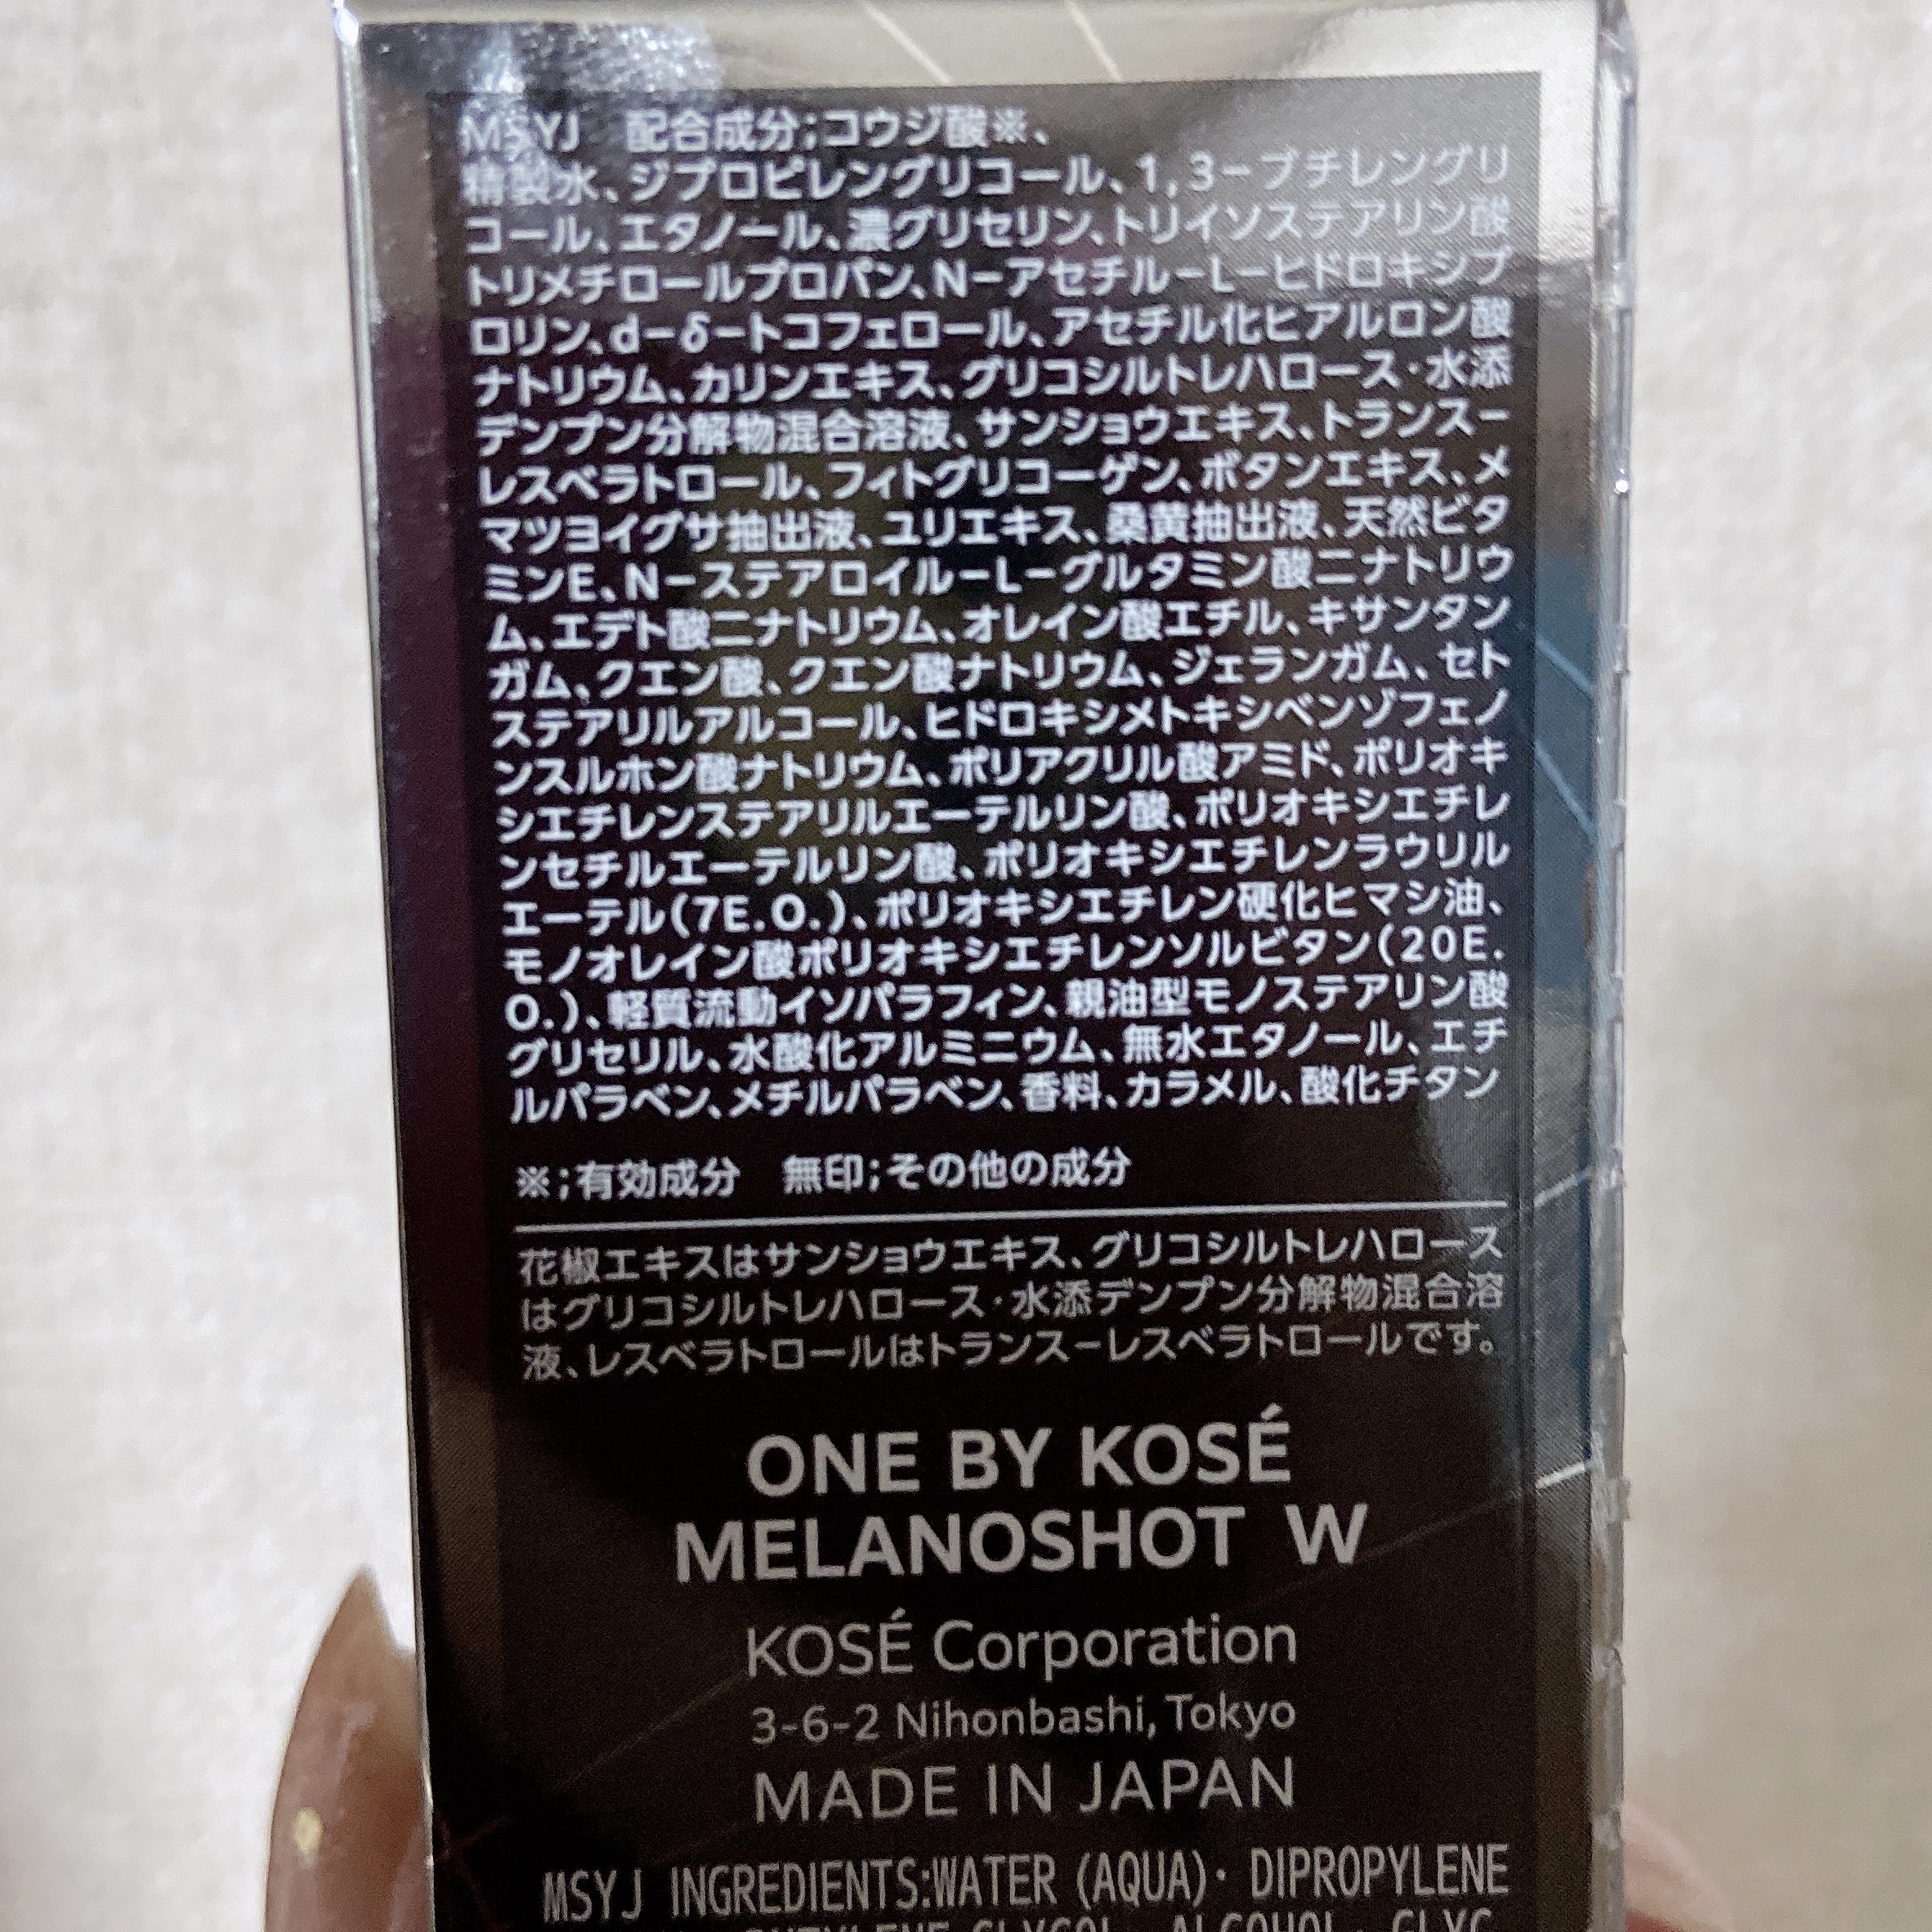 MSYJ 配合成分;コウジ酸※、
精製水、ジプロピレングリコール、1,3−ブチレングリ
コール、エタノール、濃グリセリン、トリイソステアリン酸
トリメチロールプロパン、N−アセチル−L−ヒドロキシプ
ロリン、d−δ−トコフェロール、アセチル化ヒアルロン酸
ナトリウム、カリンエキス、グリコシルトレハロース・水添
デンプン分解物混合溶液、サンショウエキス、トランス−
レスベラトロール、フィトグリコーゲン、ボタンエキス、メ
マツヨイグサ抽出液、ユリエキス、桑黄抽出液、天然ビタ
ミンE、N−ステアロイル−L−グルタミン酸二ナトリウ
ム、エデト酸二ナトリウム、オレイン酸エチル、キサンタン
ガム、クエン酸、クエン酸ナトリウム、ジェランガム、セト
ステアリルアルコール、ヒドロキシメトキシベンゾフェノ
ンスルホン酸ナトリウム、ポリアクリル酸アミド、ポリオキ
シエチレンステアリルエーテルリン酸、ポリオキシエチレ
ンセチルエーテルリン酸、ポリオキシエチレンラウリル
エーテル(7E.O.)、ポリオキシエチレン硬化ヒマシ油、
モノオレイン酸ポリオキシエチレンソルビタン(20E.
O.)、軽質流動イソパラフィン、親油型モノステアリン酸
グリセリル、水酸化アルミニウム、無水エタノール、エチ
ルパラベン、メチルパラベン、香料、カラメル、酸化チタン
※;有効成分 無印;その他の成分
花椒エキスはサンショウエキス、グリコシルトレハロース
はグリコシルトレハロース・水添デンプン分解物混合溶
液、レスベラトロールはトランス−レスベラトロールです。
ONE BY KOSÉ
MELANOSHOT W
KOSÉ Corporation
3-6-2 Nihonbashi, Tokyo
MADE IN JAPAN
MSYJ INGREDIENTS:WATER (AQUA)・ DIPROPYLENE